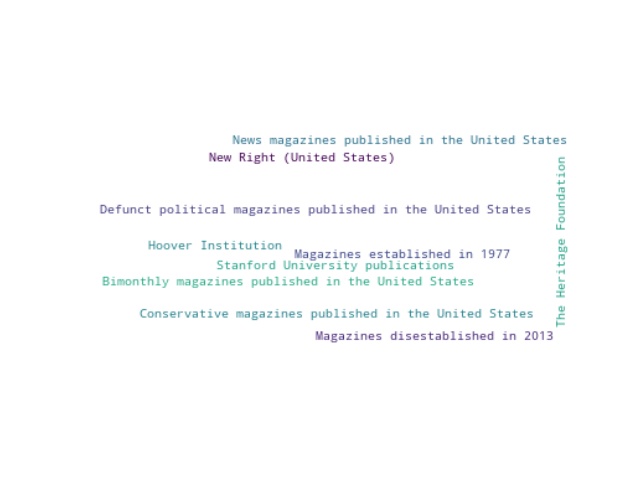 News magazines published in the United States
New Right (United States)
The Heritage Foundation
Defunct political magazines published in the United States
Hoover Institution
Magazines established in 1977
Stanford University publications
Bimonthly magazines published in the United States
Conservative magazines published in the United States
Magazines disestablished in 2013